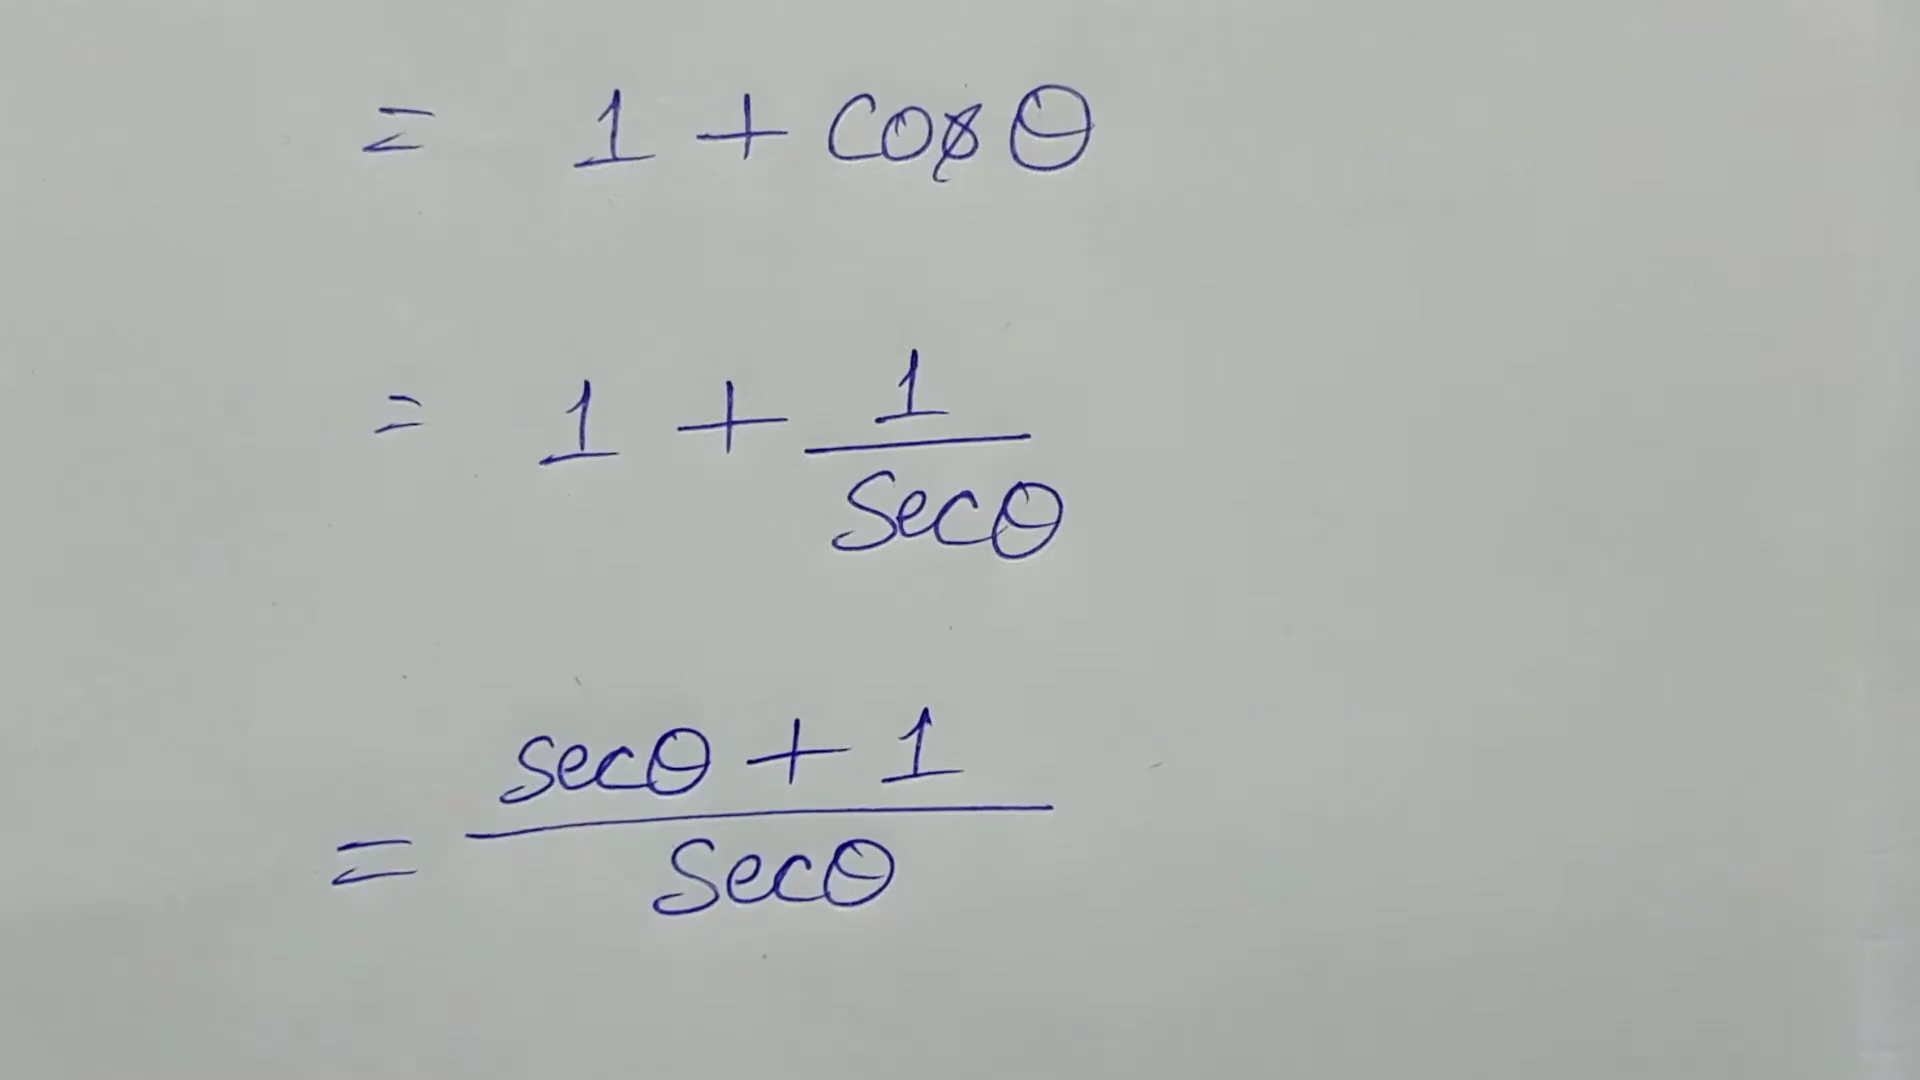 = 1 + cosθ
= 1 + 1/secθ
= secθ + 1/secθ